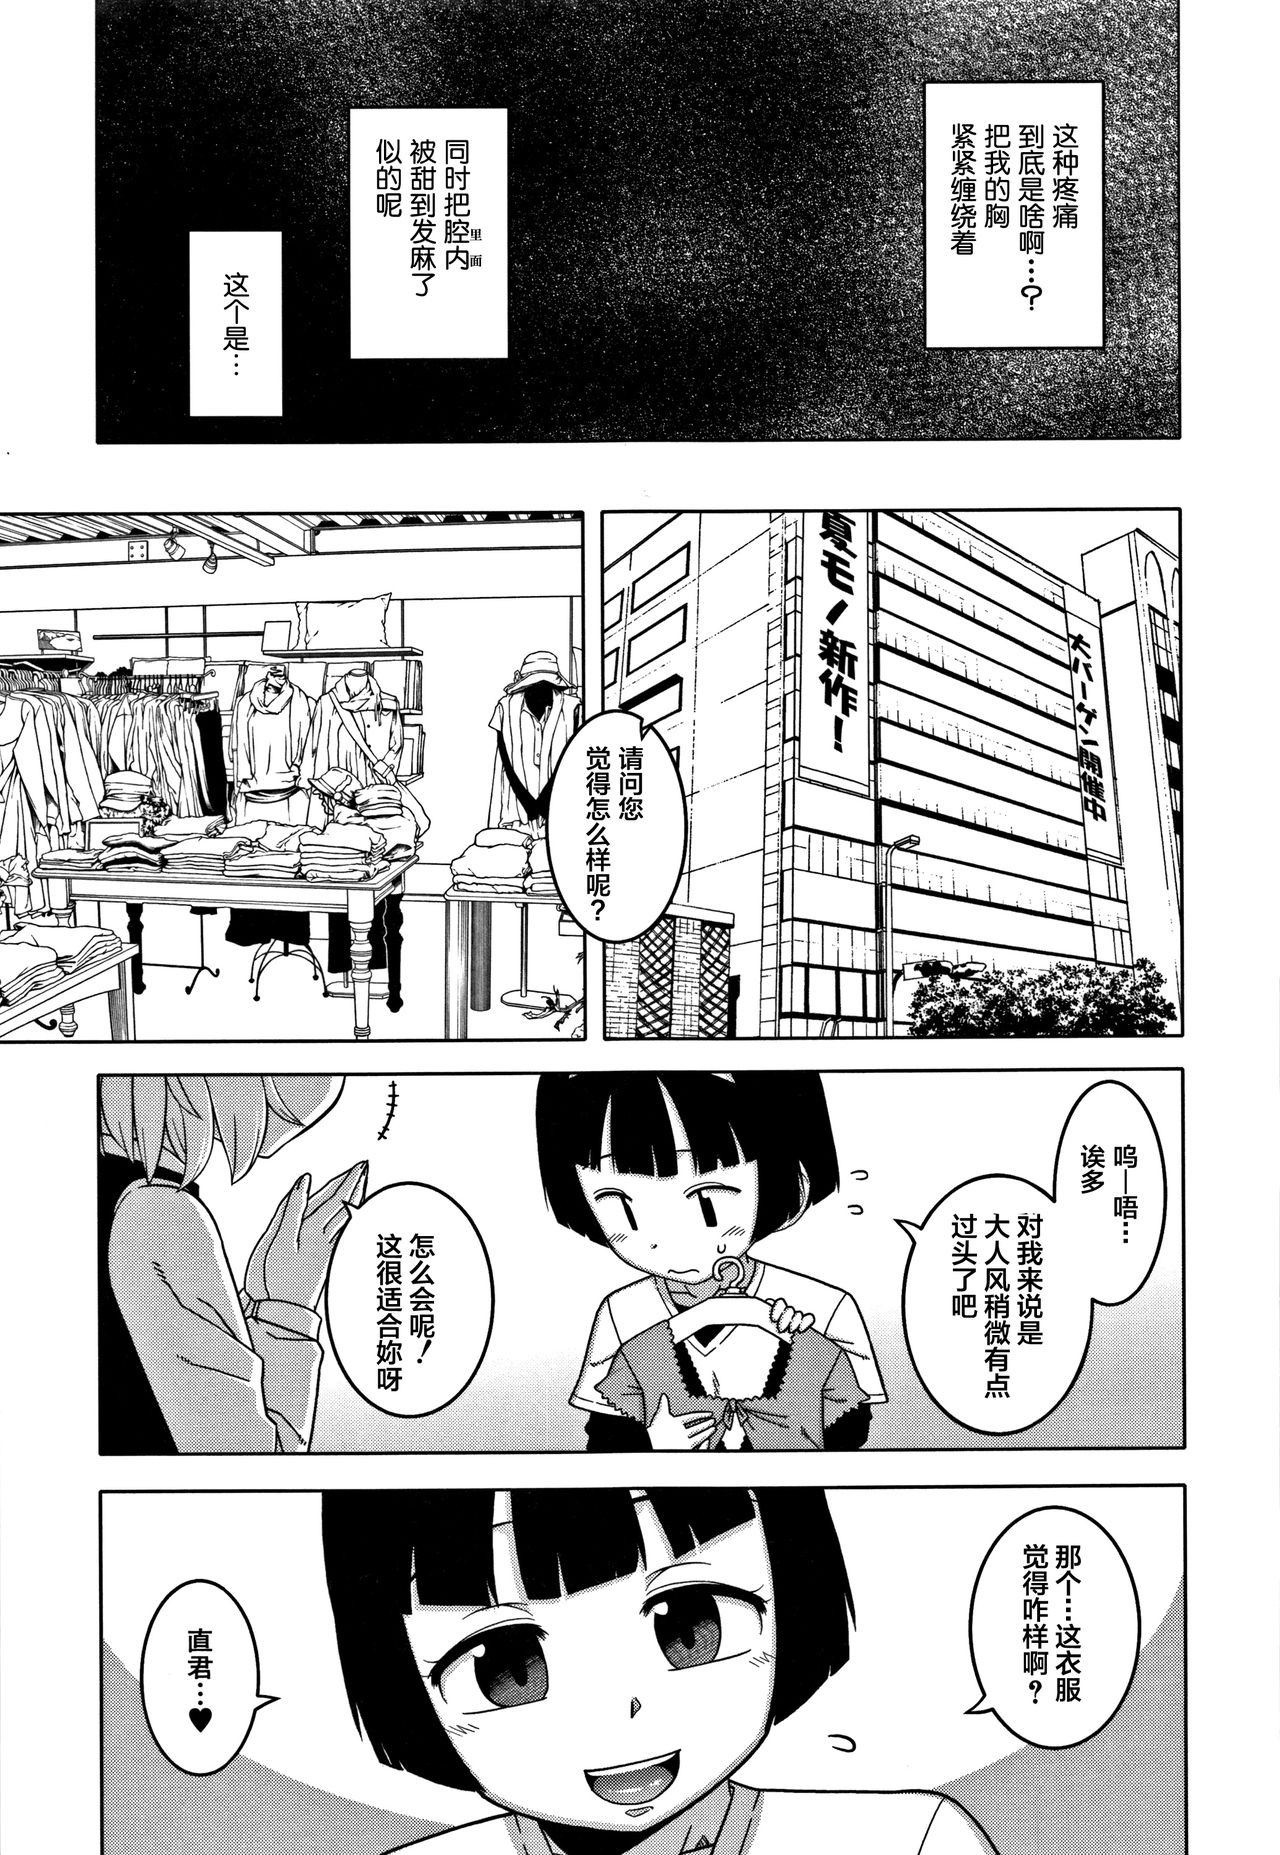 这种疼痛
到底是啥啊…?
把我的胸
紧紧缠绕着
同时把腔内
里面
被甜到发麻了
似的呢
这个是…
夏モノ新作!
大バーゲン開催中
请问您
觉得怎么样呢?
呜—唔…
诶多
对我来说是
大人风稍微有点
过头了吧
怎么会呢!
这很适合妳呀
那个…这衣服
觉得咋样啊?
直君…♥